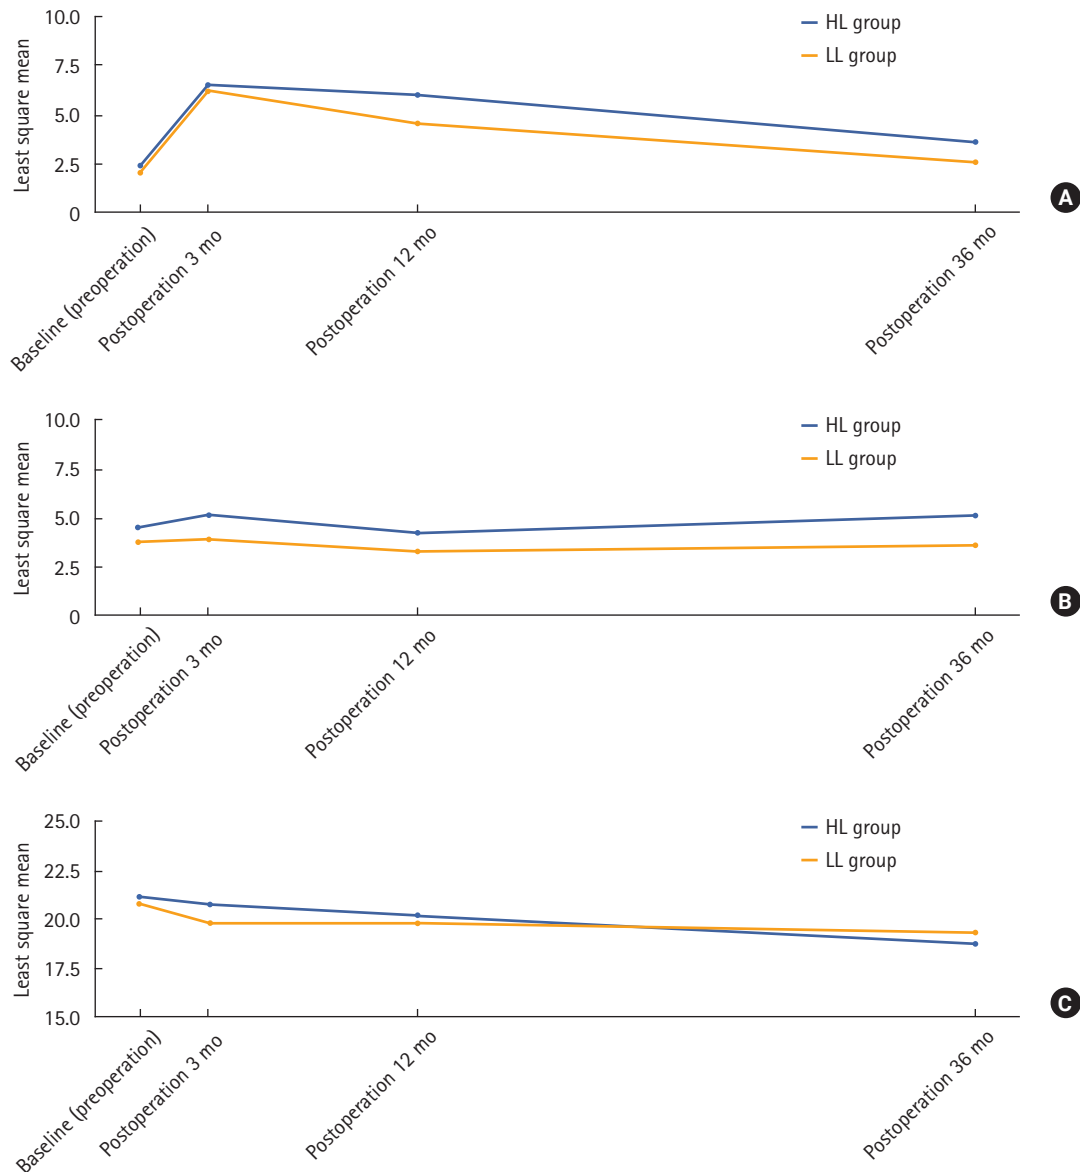 10.0
7.5
5.0
2.5
0
Least square mean
HL group
LL group
Baseline (preoperation)
Postoperation 3 mo
Postoperation 12 mo
Postoperation 36 mo
A
10.0
7.5
5.0
2.5
0
Least square mean
HL group
LL group
Baseline (preoperation)
Postoperation 3 mo
Postoperation 12 mo
Postoperation 36 mo
B
25.0
22.5
20.0
17.5
15.0
Least square mean
HL group
LL group
Baseline (preoperation)
Postoperation 3 mo
Postoperation 12 mo
Postoperation 36 mo
C